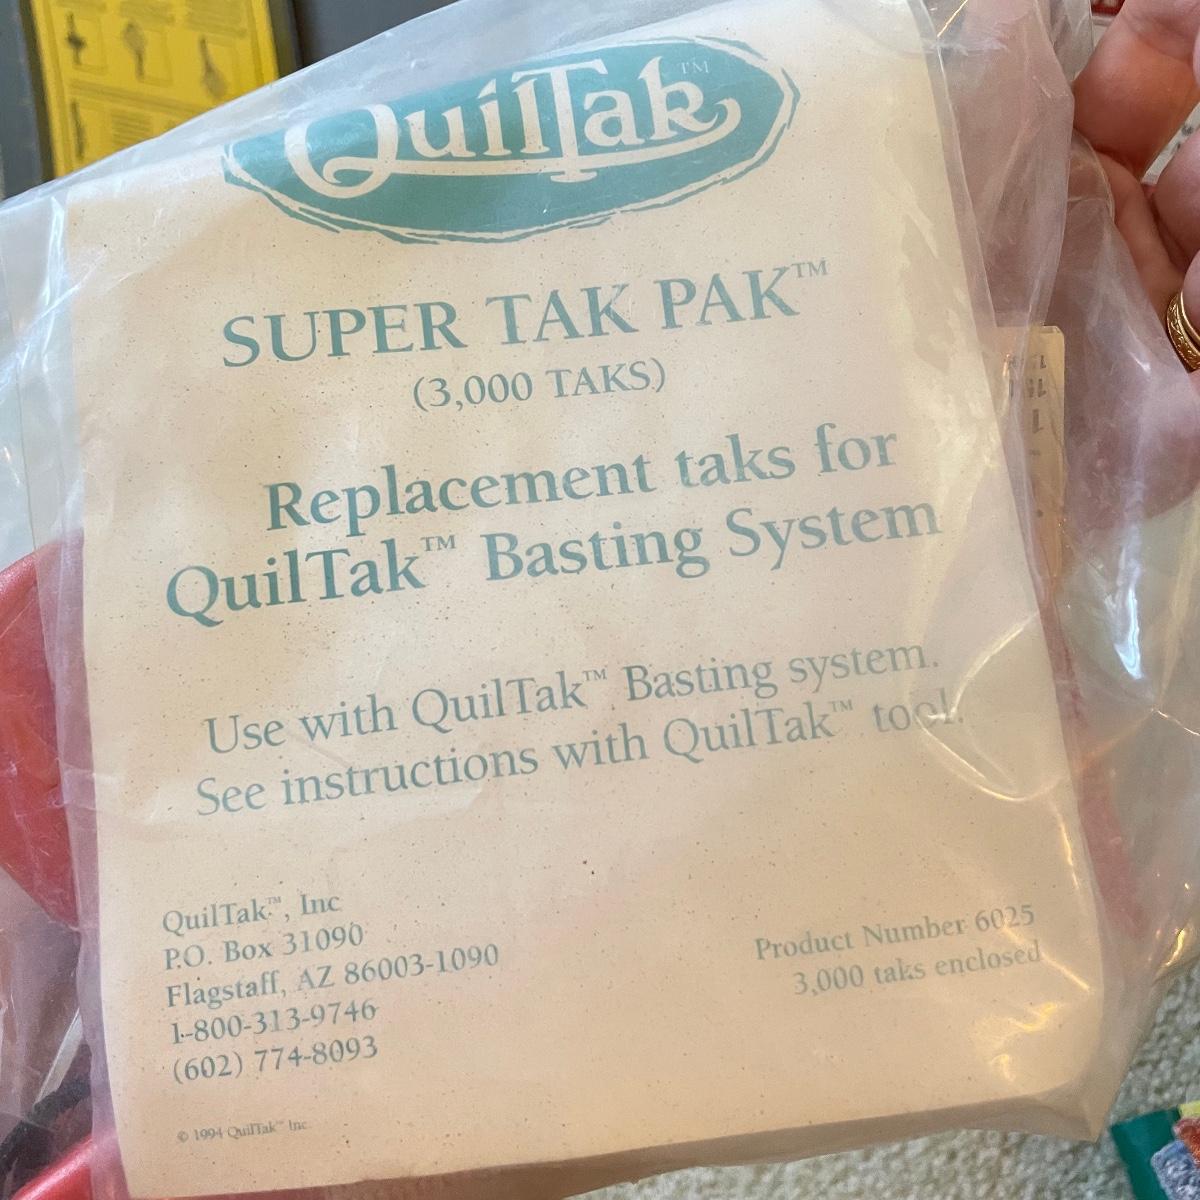 QuilTak™
SUPER TAK PAK™
(3,000 TAKS)
Replacement taks for
QuilTak™ Basting System
Use with QuilTak™ Basting system.
See instructions with QuilTak™ tool.
QuilTak™, Inc
P.O. Box 31090
Flagstaff, AZ 86003-1090
1-800-313-9746
(602) 774-8093
Product Number 6025
3,000 taks enclosed
© 1994 QuilTak™ Inc.